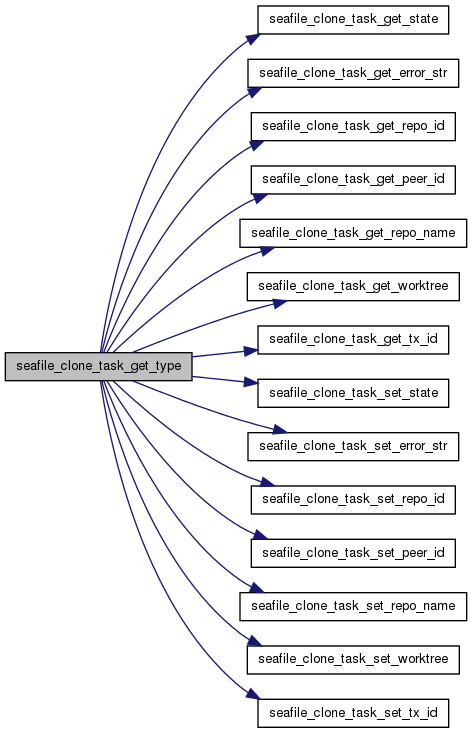 seafile_clone_task_get_state
seafile_clone_task_get_error_str
seafile_clone_task_get_repo_id
seafile_clone_task_get_peer_id
seafile_clone_task_get_repo_name
seafile_clone_task_get_worktree
seafile_clone_task_get_tx_id
seafile_clone_task_get_type
seafile_clone_task_set_state
seafile_clone_task_set_error_str
seafile_clone_task_set_repo_id
seafile_clone_task_set_peer_id
seafile_clone_task_set_repo_name
seafile_clone_task_set_worktree
seafile_clone_task_set_tx_id